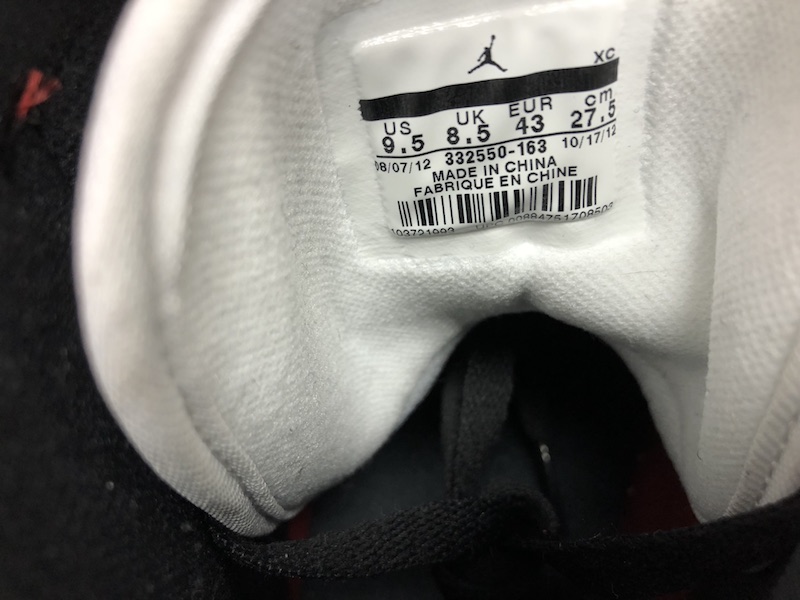 XC
US UK EUR cm
9.5 8.5 43 27.5
08/07/12 332550-163 10/17/12
MADE IN CHINA
FABRIQUE EN CHINE